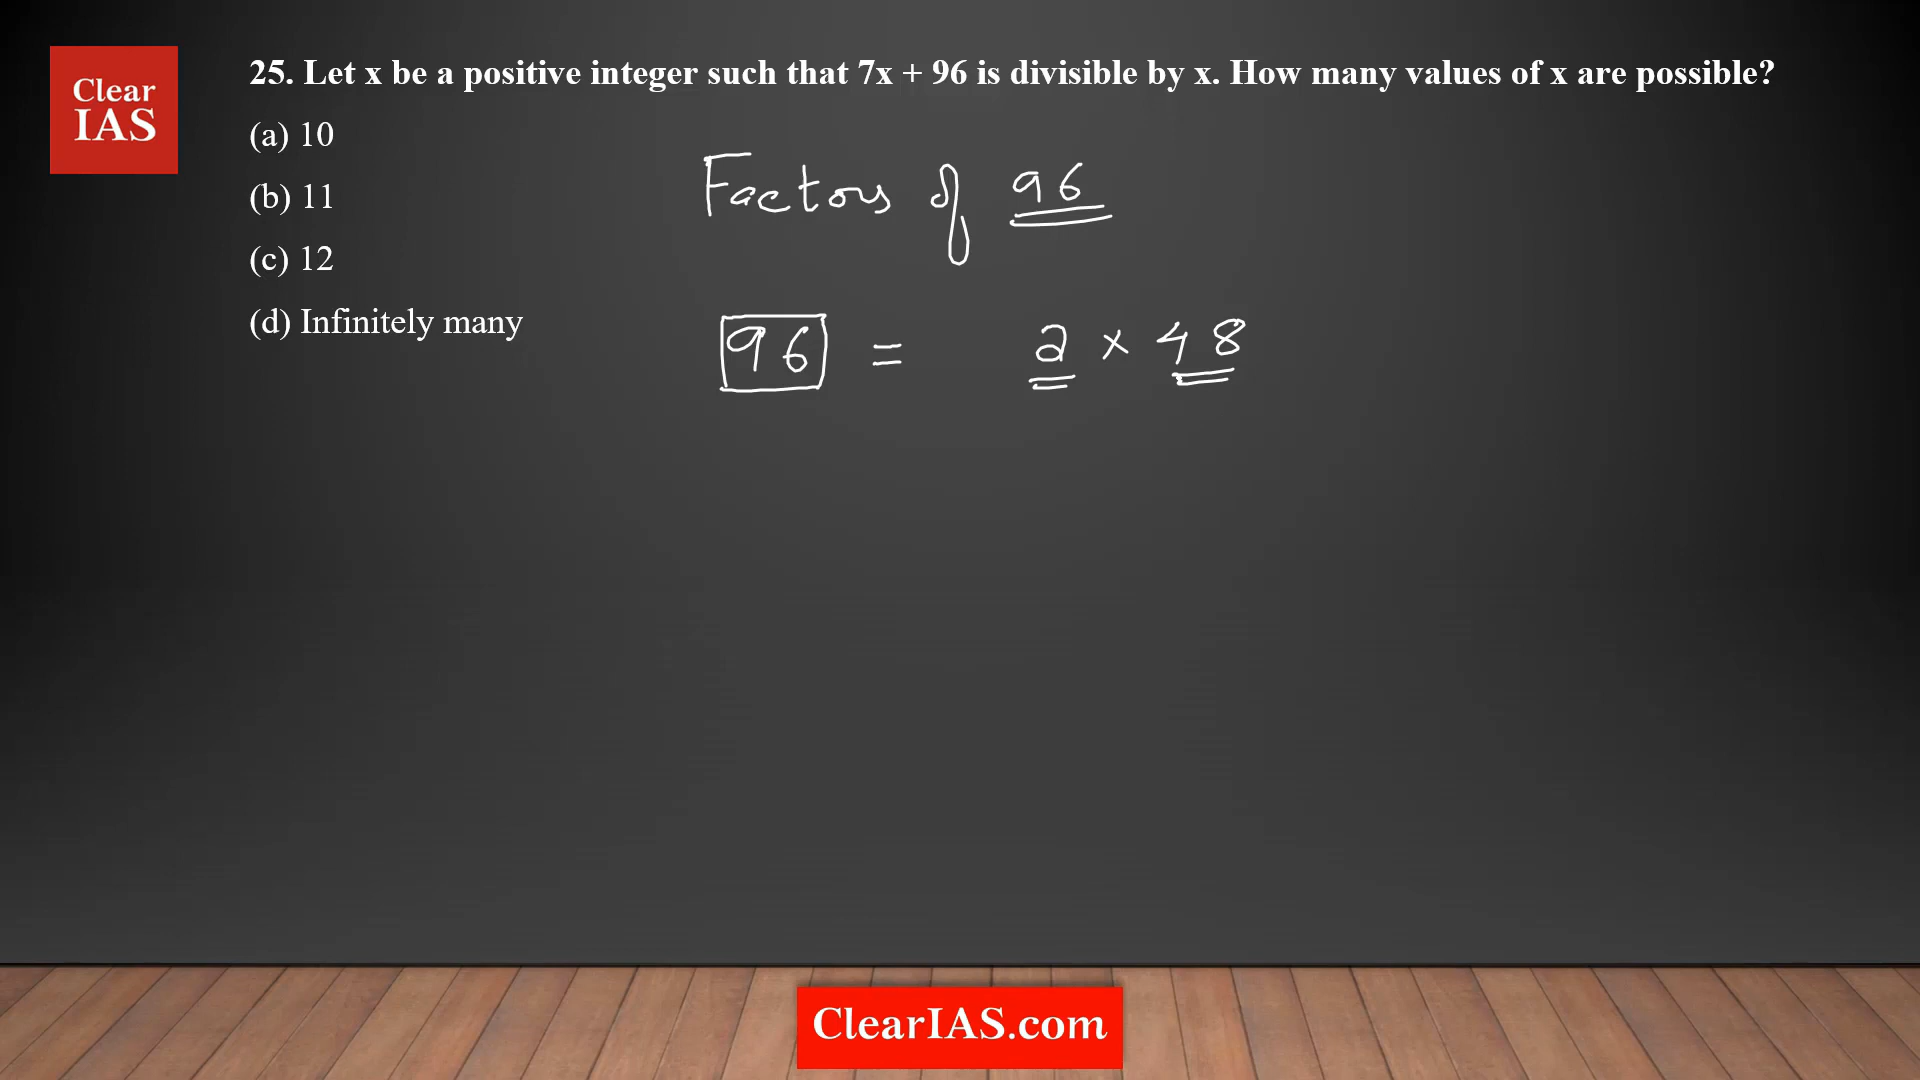 Clear
IAS
25. Let x be a positive integer such that 7x + 96 is divisible by x. How many values of x are possible?
(a) 10
(b) 11
(c) 12
(d) Infinitely many
Factors of 96
96 = 2 × 48
ClearIAS.com